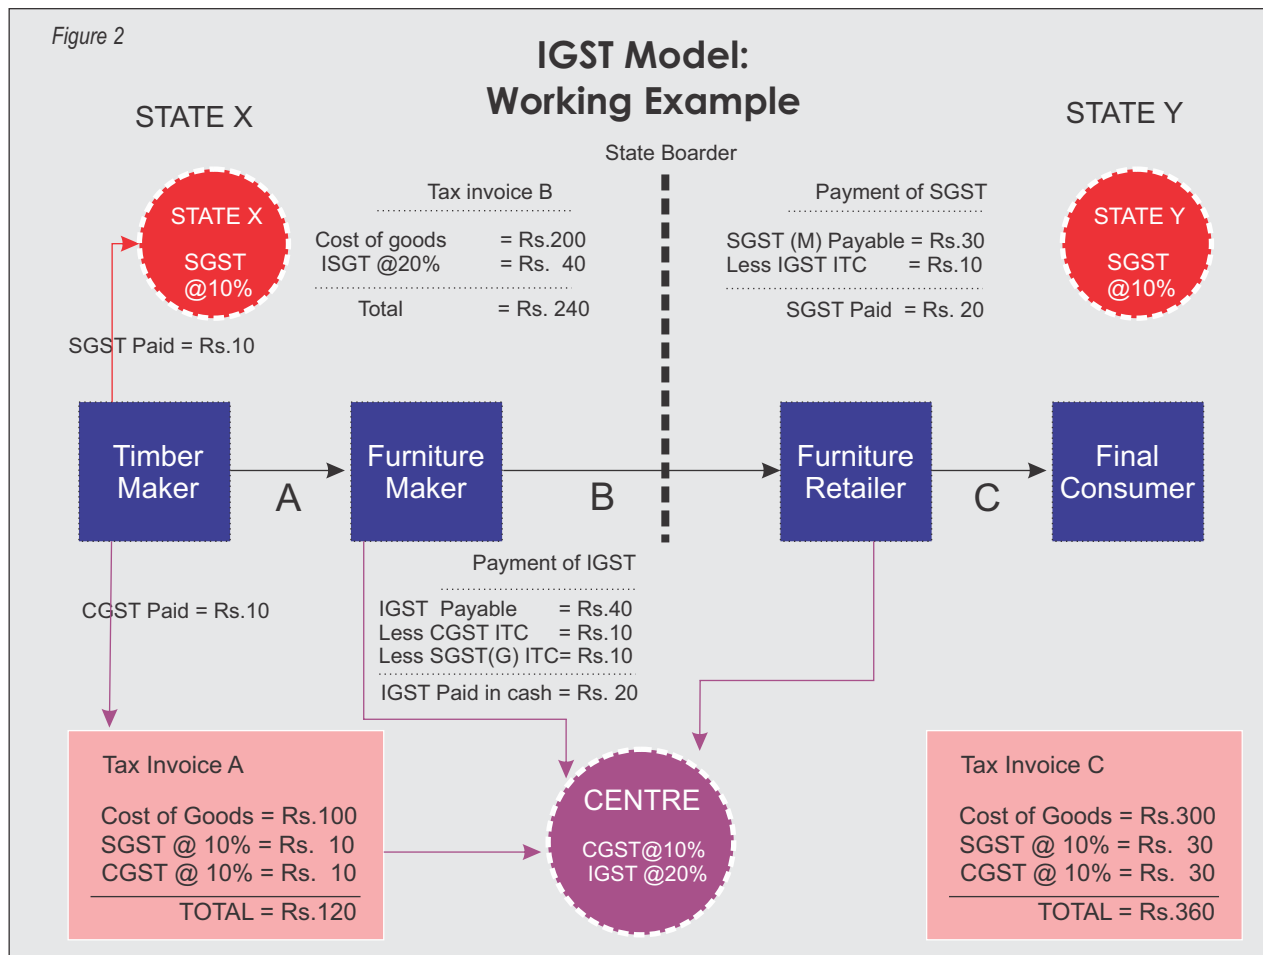 Figure 2
IGST Model:
Working Example
STATE X
STATE Y
State Boarder
STATE X
SGST
@10%
Tax invoice B
Cost of goods = Rs.200
ISGT @20% = Rs. 40
Total = Rs. 240
Payment of SGST
SGST (M) Payable = Rs.30
Less IGST ITC = Rs.10
SGST Paid = Rs. 20
STATE Y
SGST
@10%
SGST Paid = Rs.10
Timber
Maker
A
Furniture
Maker
B
Furniture
Retailer
C
Final
Consumer
CGST Paid = Rs.10
Payment of IGST
IGST Payable = Rs.40
Less CGST ITC = Rs.10
Less SGST(G) ITC= Rs.10
IGST Paid in cash = Rs. 20
Tax Invoice A
Cost of Goods = Rs.100
SGST @ 10% = Rs. 10
CGST @ 10% = Rs. 10
TOTAL = Rs.120
CENTRE
CGST@10%
IGST @20%
Tax Invoice C
Cost of Goods = Rs.300
SGST @ 10% = Rs. 30
CGST @ 10% = Rs. 30
TOTAL = Rs.360